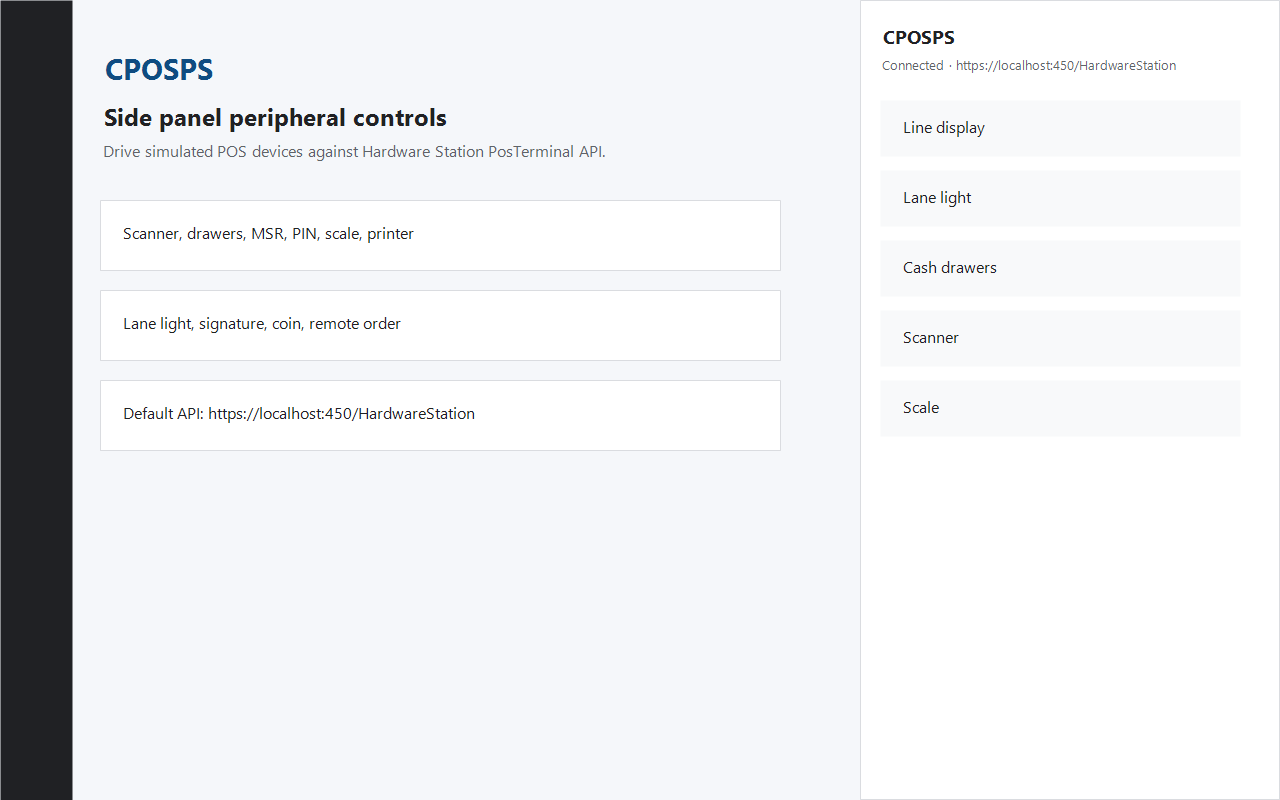 CPOSPS
Side panel peripheral controls
Drive simulated POS devices against Hardware Station PosTerminal API.
Scanner, drawers, MSR, PIN, scale, printer
Lane light, signature, coin, remote order
Default API: https://localhost:450/HardwareStation
CPOSPS
Connected · https://localhost:450/HardwareStation
Line display
Lane light
Cash drawers
Scanner
Scale